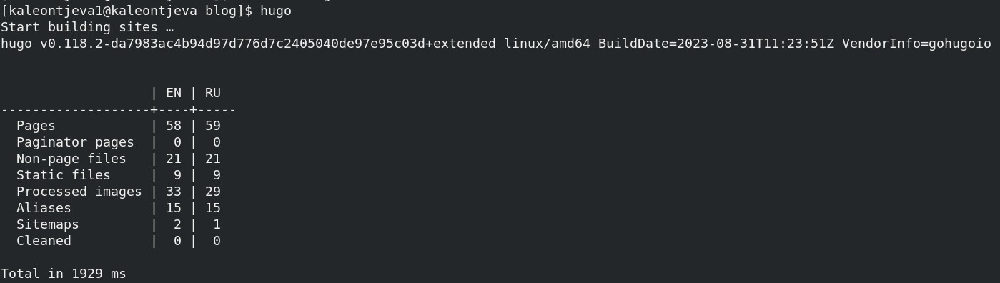 [kaleontjeva1@kaleontjeva blog]$ hugo
Start building sites …
hugo v0.118.2-da7983ac4b94d97d776d7c2405040de97e95c03d+extended linux/amd64 BuildDate=2023-08-31T11:23:51Z VendorInfo=gohugoio
                   | EN | RU
-------------------+----+-----
  Pages            | 58 | 59
  Paginator pages  |  0 |  0
  Non-page files   | 21 | 21
  Static files     |  9 |  9
  Processed images | 33 | 29
  Aliases          | 15 | 15
  Sitemaps         |  2 |  1
  Cleaned          |  0 |  0
Total in 1929 ms